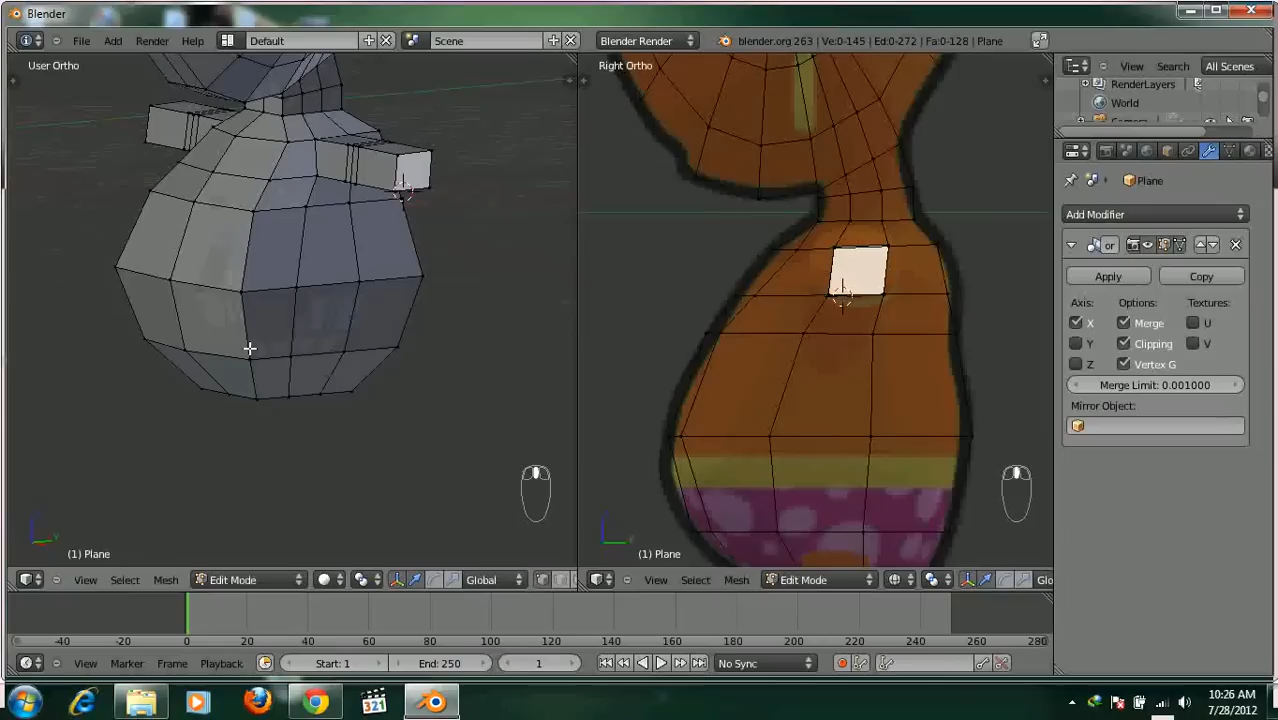 Blender
File Add Render Help Default Scene Blender Render blender.org 263 | Ve:0-145 | Ed:0-272 | Fa:0-128 | Plane
User Ortho
Right Ortho
View Search All Scenes
RenderLayers
World
Plane
Add Modifier
or
Apply Copy
Axis: Options: Textures:
X Merge U
Y Clipping V
Z Vertex G
Merge Limit: 0.001000
Mirror Object:
(1) Plane
(1) Plane
View Select Mesh Edit Mode Global
View Select Mesh Edit Mode Glo
-40 -20 0 20 40 60 80 100 120 140 160 180 200 220 240 260 280
View Marker Frame Playback Start: 1 End: 250 1 No Sync
321
10:26 AM
7/28/2012